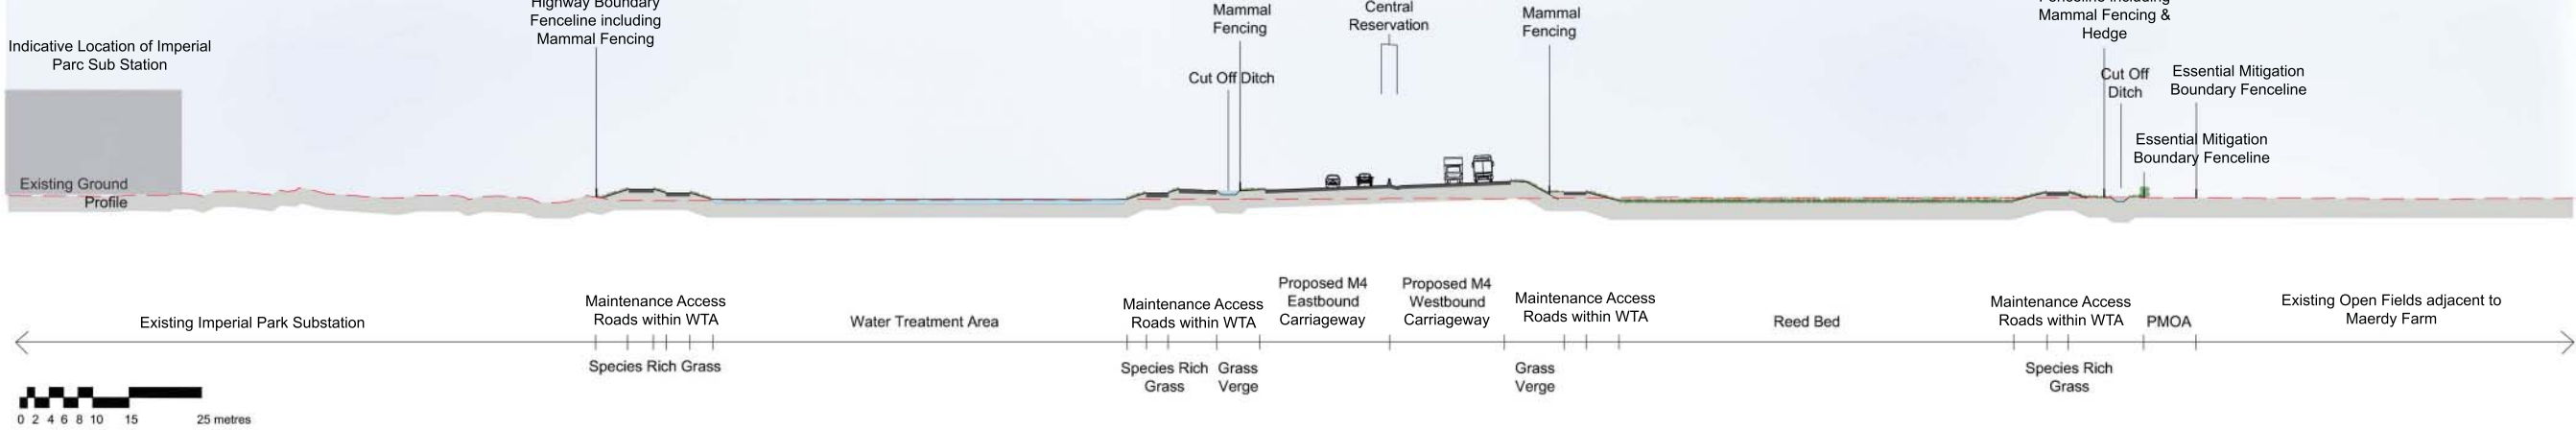 Highway Boundary
Fenceline including
Mammal Fencing
Mammal
Fencing
Central
Reservation
Mammal
Fencing
Fenceline including
Mammal Fencing &
Hedge
Indicative Location of Imperial
Parc Sub Station
Cut Off Ditch
Cut Off
Ditch
Essential Mitigation
Boundary Fenceline
Essential Mitigation
Boundary Fenceline
Existing Ground
Profile
Existing Imperial Park Substation
Maintenance Access
Roads within WTA
Water Treatment Area
Maintenance Access
Roads within WTA
Proposed M4
Eastbound
Carriageway
Proposed M4
Westbound
Carriageway
Maintenance Access
Roads within WTA
Reed Bed
Maintenance Access
Roads within WTA
PMOA
Existing Open Fields adjacent to
Maerdy Farm
Species Rich Grass
Species Rich
Grass
Grass
Verge
Grass
Verge
Species Rich
Grass
0 2 4 6 8 10 15 25 metres